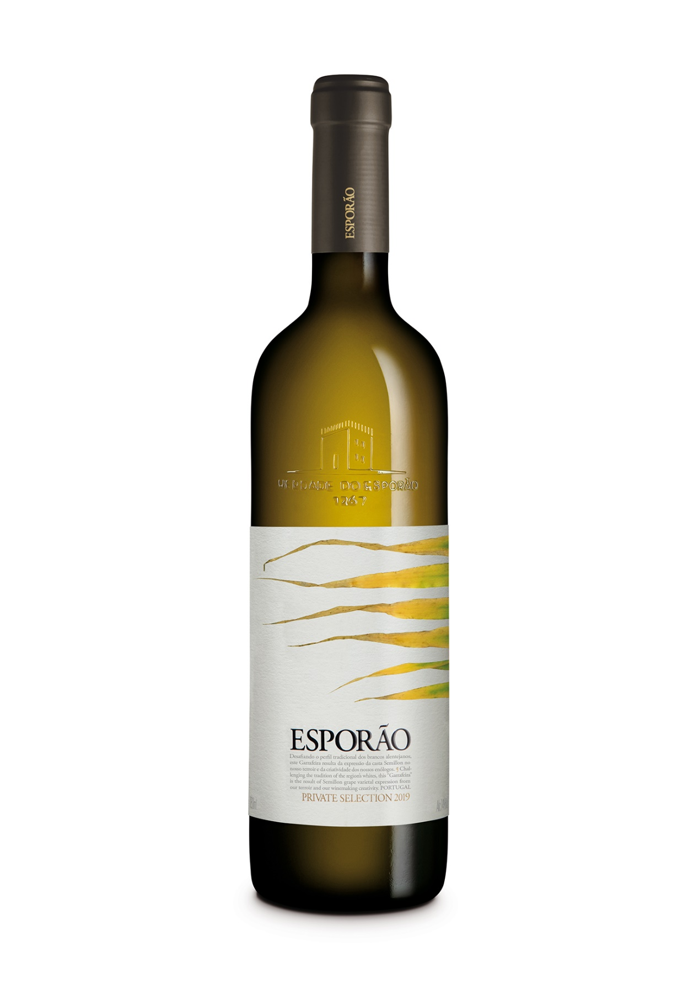 ESPORÃO
HERDADE DO ESPORÃO
1267
ESPORÃO
Desafiando o perfil tradicional dos brancos alentejanos,
este Garrafeira resulta da expressão da casta Semillon no
nosso terroir e da criatividade dos nossos enólogos. § Chal-
lenging the tradition of the region's whites, this "Garrafeira"
is the result of Semillon grape varietal expression from
our terroir and our winemaking creativity. PORTUGAL
PRIVATE SELECTION 2019